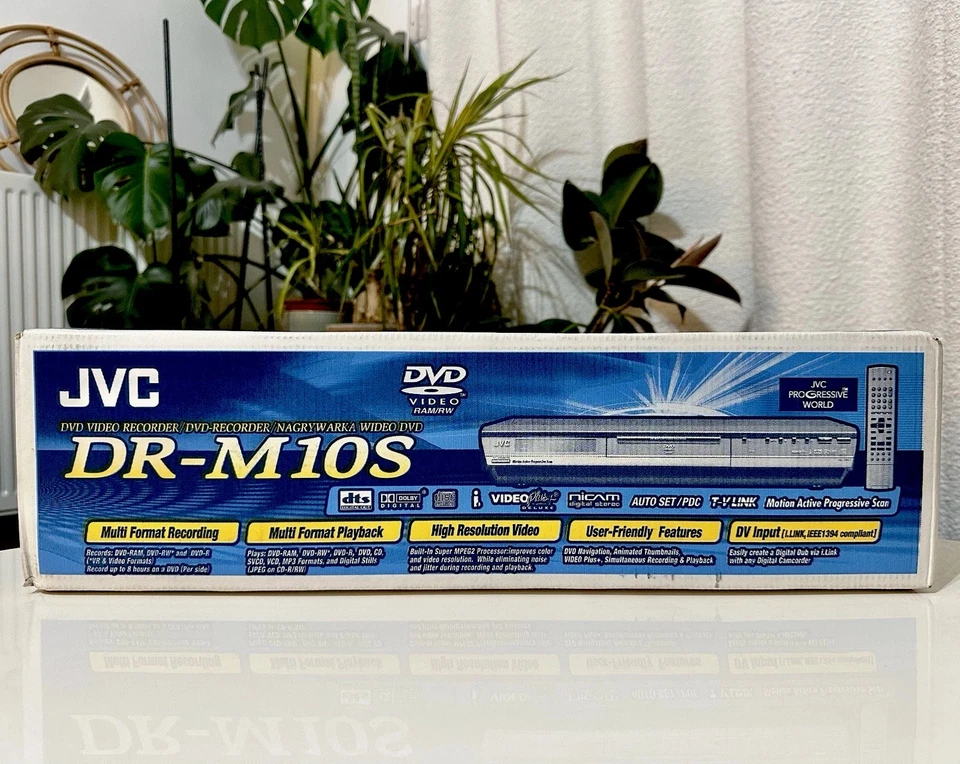 JVC
DVD
VIDEO
RAM/RW
JVC
PROGRESSIVE
WORLD
DVD VIDEO RECORDER/DVD-RECORDER/NAGRYWARKA WIDEO DVD
DR-M10S
JVC
dts
DOLBY
DIGITAL
VIDEO Plus+
DELUXE
nicam
digital stereo
AUTO SET/PDC
T-V LINK
Motion Active Progressive Scan
Multi Format Recording
Records: DVD-RAM, DVD-RW* and DVD-R
(*VR & Video Formats)
Record up to 8 hours on a DVD (Per side)
Multi Format Playback
Plays: DVD-RAM, DVD-RW*, DVD-R, DVD, CD,
SVCD, VCD, MP3 Formats, and Digital Stills
(JPEG on CD-R/RW)
High Resolution Video
Built-In Super MPEG2 Processor:improves color
and video resolution. While eliminating noise
and jitter during recording and playback.
User-Friendly Features
DVD Navigation, Animated Thumbnails,
VIDEO Plus+, Simultaneous Recording & Playback
DV Input [i.LINK, IEEE1394 compliant]
Easily create a Digital Dub via i.Link
with any Digital Camcorder